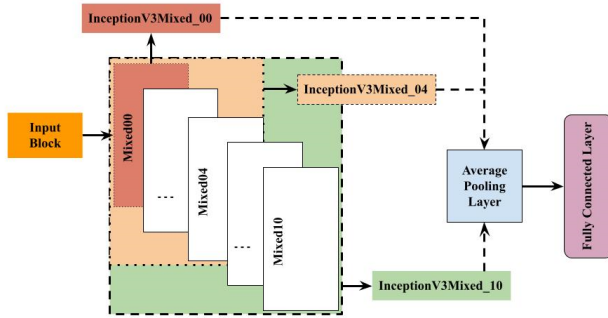 InceptionV3Mixed_00
InceptionV3Mixed_04
Input
Block
Mixed00
...
Mixed04
...
Mixed10
Average
Pooling
Layer
Fully Connected Layer
InceptionV3Mixed_10